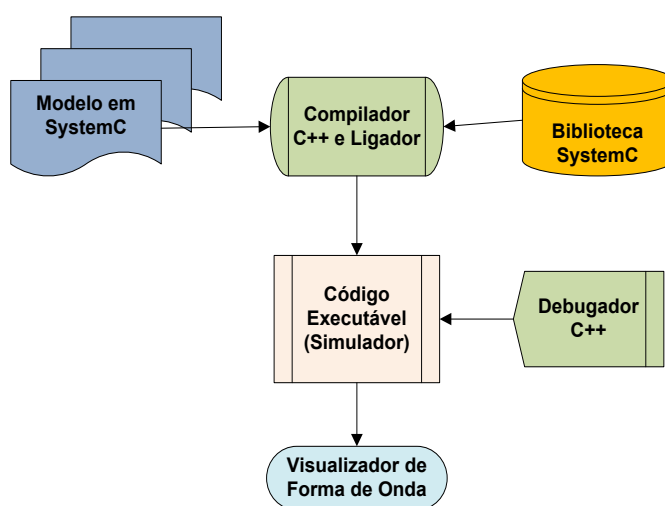 Modelo em
SystemC
Compilador
C++ e Ligador
Biblioteca
SystemC
Código
Executável
(Simulador)
Debugador
C++
Visualizador de
Forma de Onda